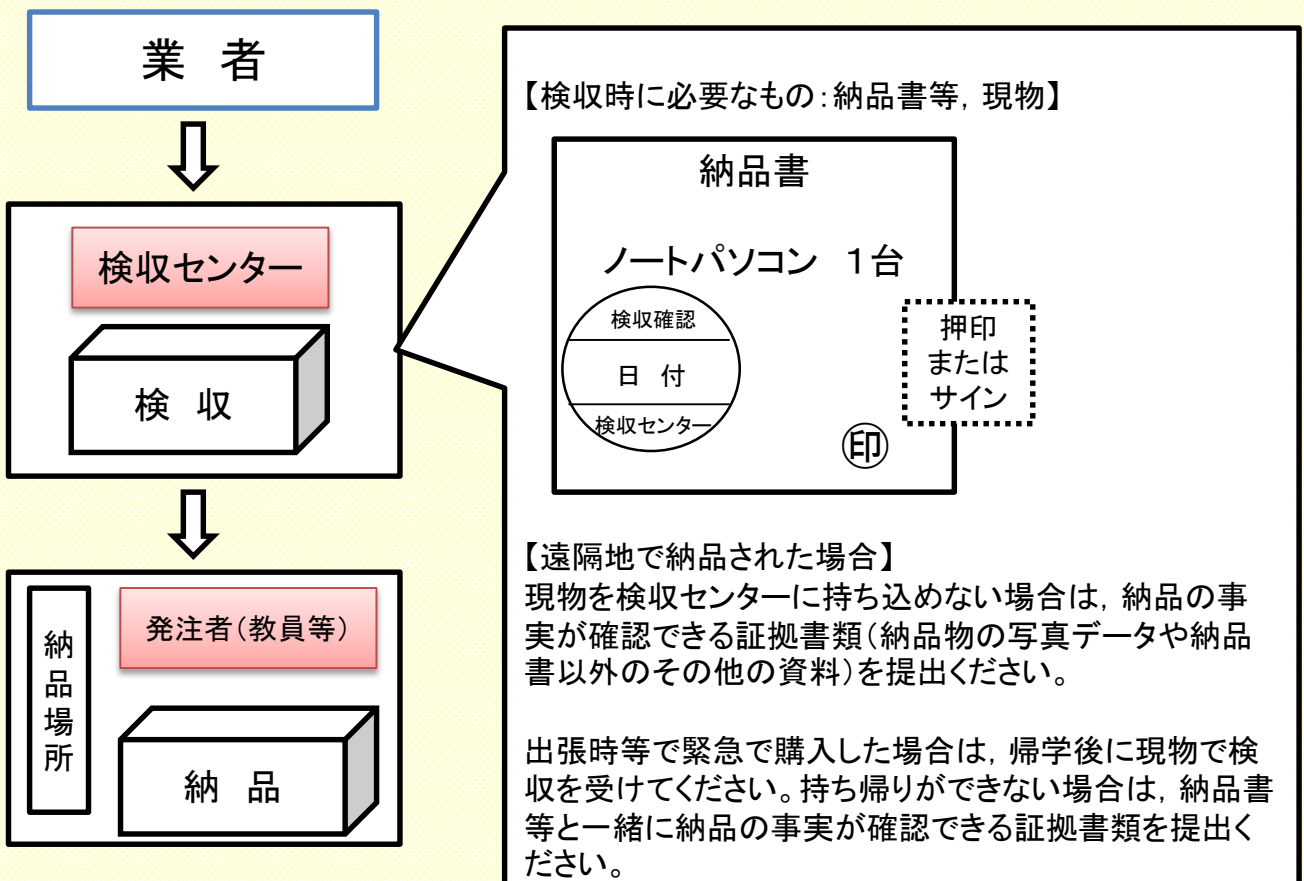 業　者
検収センター
検　収
納品場所
発注者(教員等)
納　品
【検収時に必要なもの：納品書等，現物】
納品書
ノートパソコン　１台
検収確認
日　付
検収センター
押印
または
サイン
㊞
【遠隔地で納品された場合】
現物を検収センターに持ち込めない場合は，納品の事
実が確認できる証拠書類（納品物の写真データや納品
書以外のその他の資料）を提出ください。
出張時等で緊急で購入した場合は，帰学後に現物で検
収を受けてください。持ち帰りができない場合は，納品書
等と一緒に納品の事実が確認できる証拠書類を提出く
ださい。